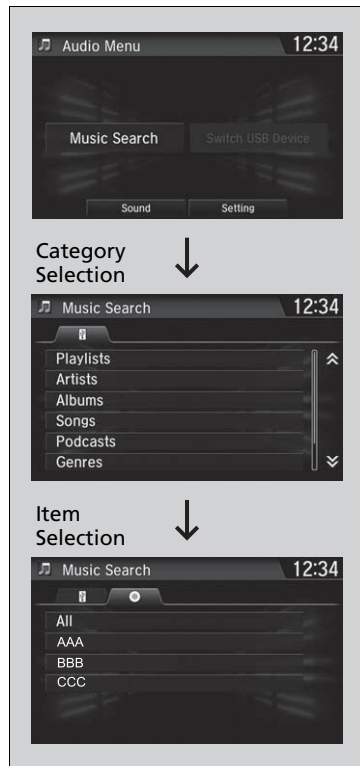 Audio Menu 12:34
Music Search Switch USB Device
Sound Setting
Category
Selection
Music Search 12:34
Playlists
Artists
Albums
Songs
Podcasts
Genres
Item
Selection
Music Search 12:34
All
AAA
BBB
CCC